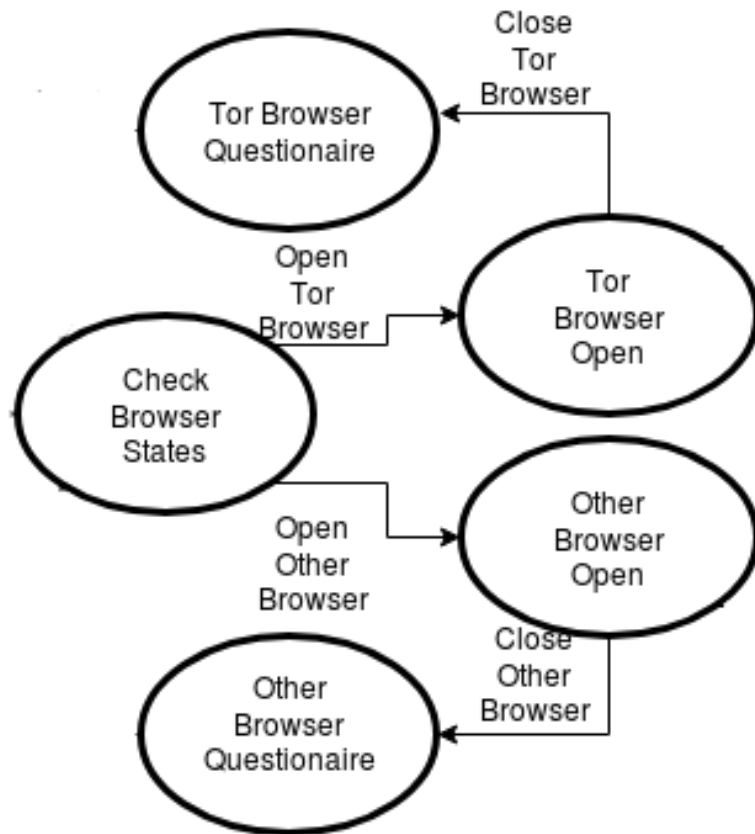 Close
Tor
Browser
Tor Browser
Questionaire
Open
Tor
Browser
Tor
Browser
Open
Check
Browser
States
Other
Browser
Open
Open
Other
Browser
Close
Other
Browser
Other
Browser
Questionaire